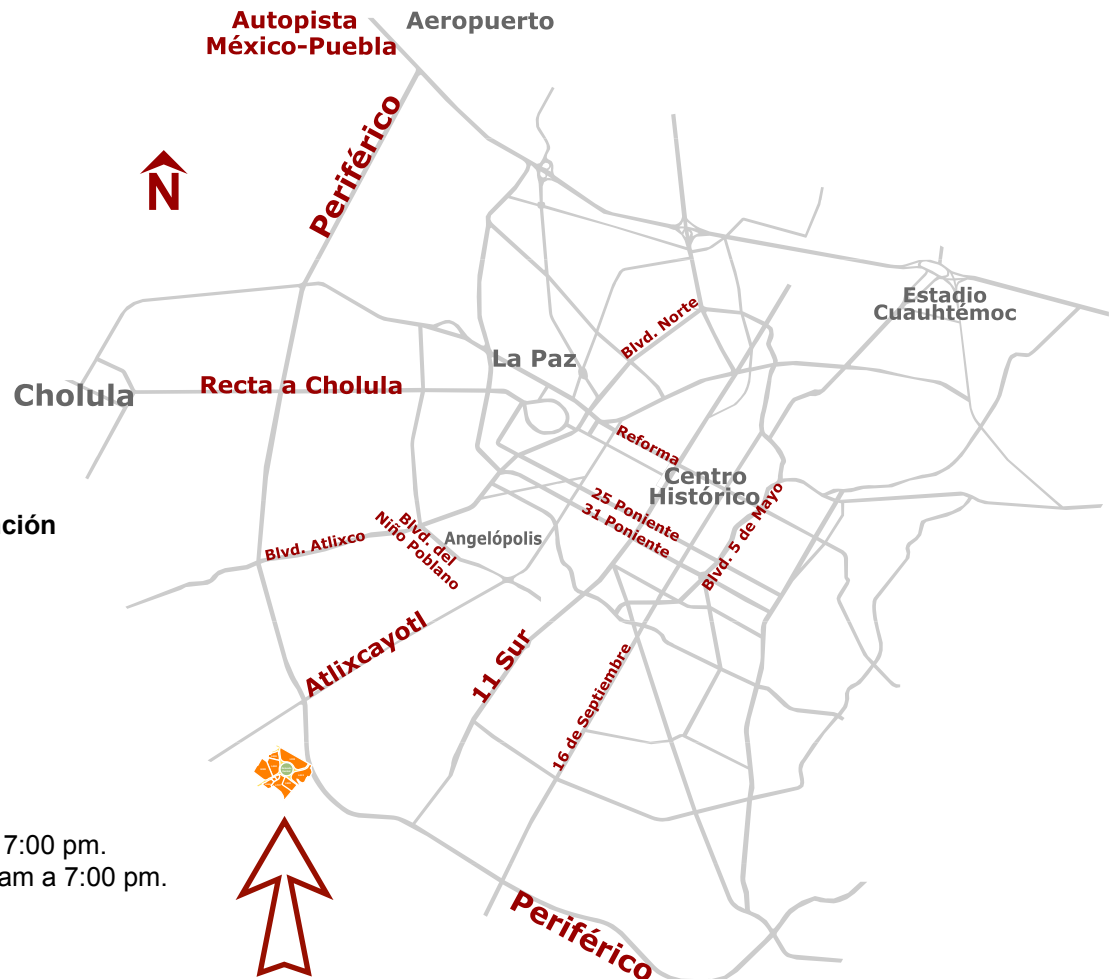 Autopista
México-Puebla
Aeropuerto
Periférico
N
Estadio
Cuauhtémoc
Blvd. Norte
La Paz
Cholula
Recta a Cholula
Reforma
Centro
Histórico
25 Poniente
31 Poniente
Blvd. 5 de Mayo
nción
Blvd. Atlixco
Blvd. del
Niño Poblano
Angelópolis
Atlixcayotl
11 Sur
16 de Septiembre
7:00 pm.
am a 7:00 pm.
Periférico